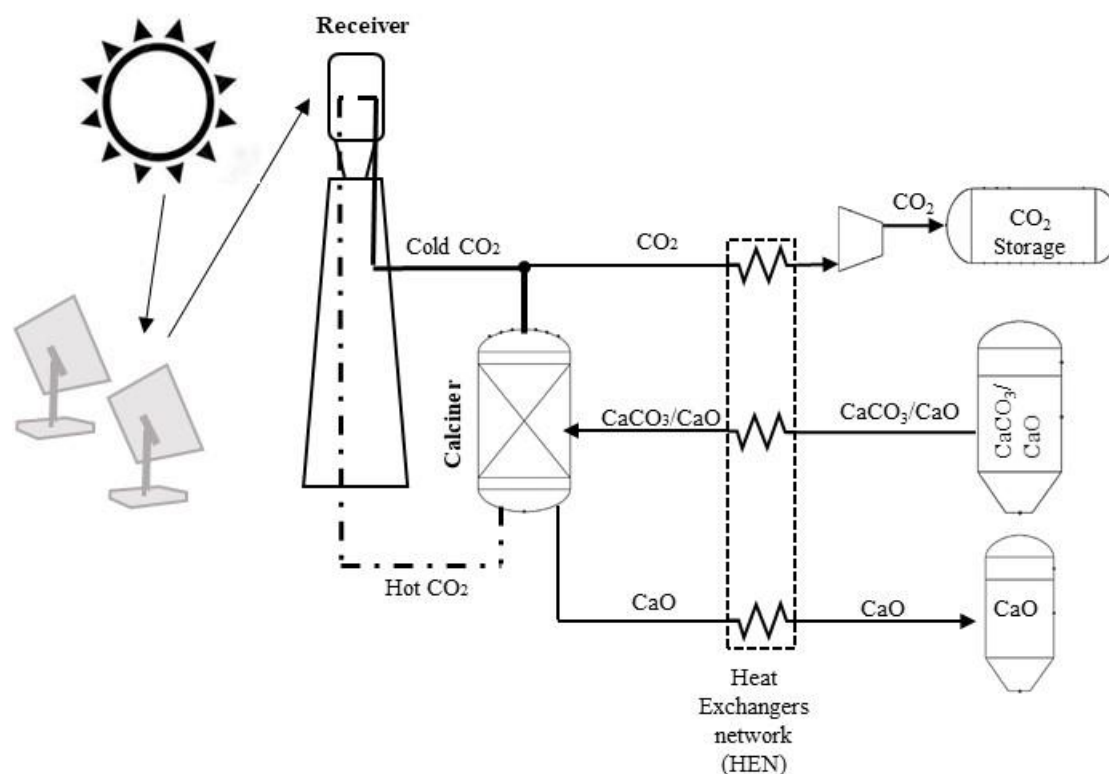 Receiver
CO₂
CO₂
Storage
Cold CO₂
CO₂
Calciner
CaCO₃/CaO
CaCO₃/CaO
CaCO₃/
CaO
Hot CO₂
CaO
CaO
CaO
Heat
Exchangers
network
(HEN)